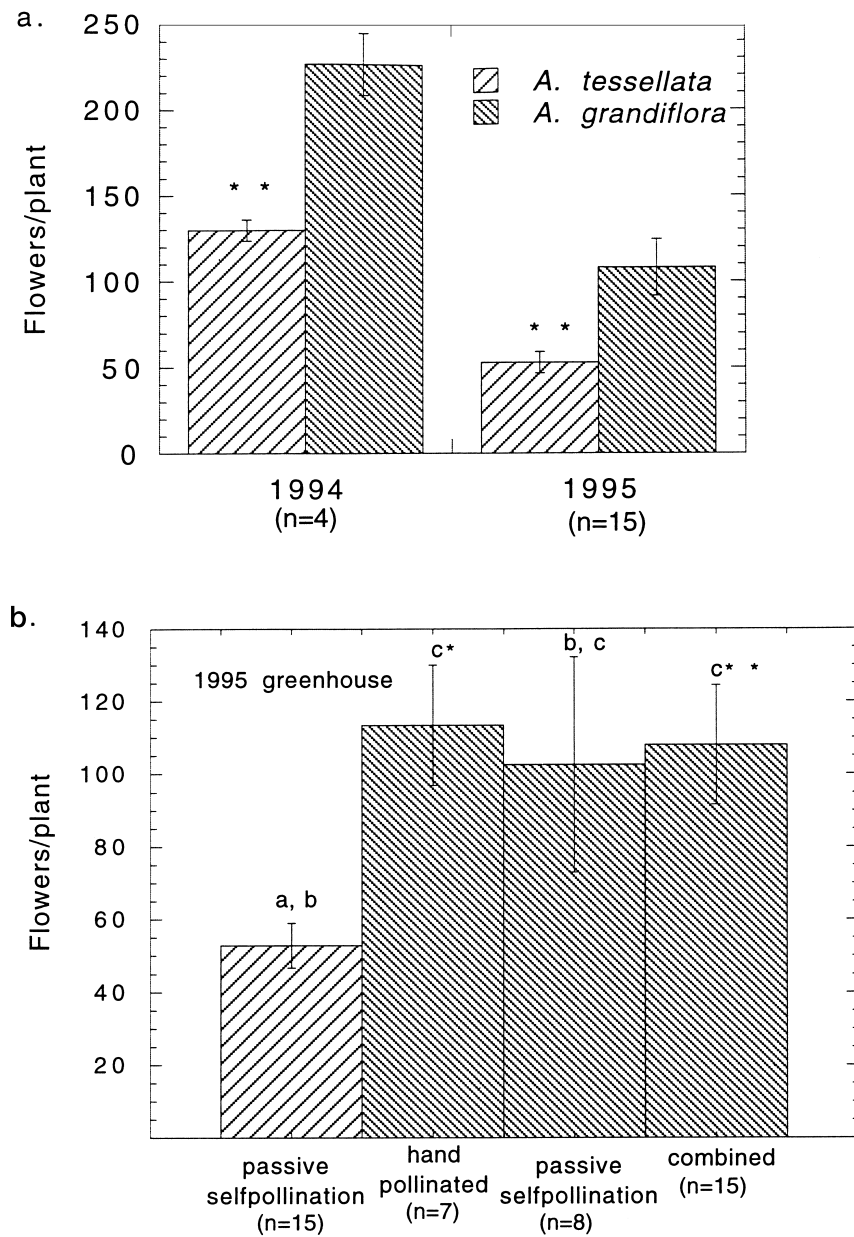 a.
250
200
150
100
50
0
Flowers/plant
A. tessellata
A. grandiflora
* *
* *
1994
(n=4)
1995
(n=15)
b.
140
120
100
80
60
40
20
Flowers/plant
1995 greenhouse
a, b
c*
b, c
c* *
passive
selfpollination
(n=15)
hand
pollinated
(n=7)
passive
selfpollination
(n=8)
combined
(n=15)